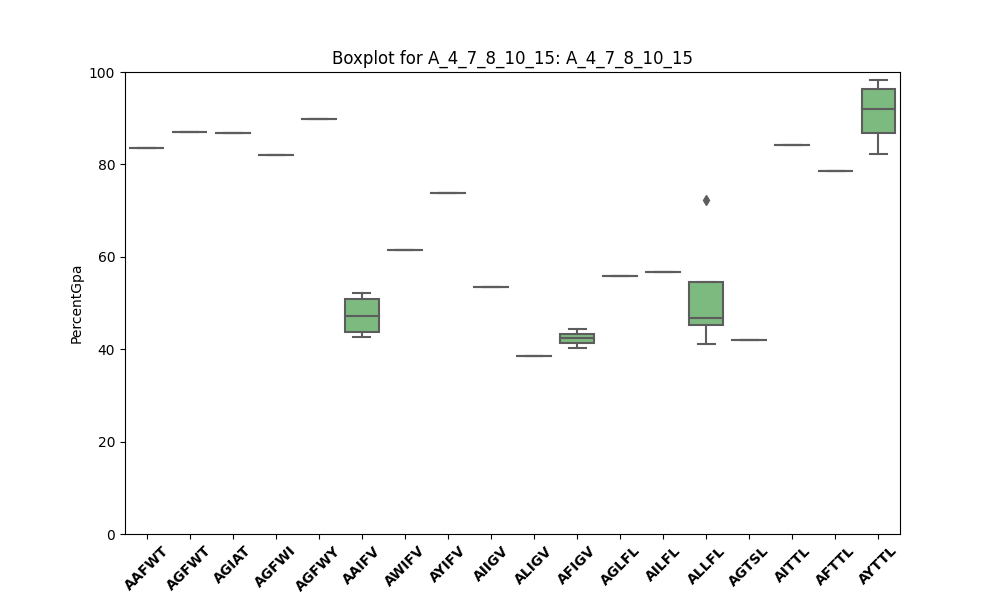 Boxplot for A_4_7_8_10_15: A_4_7_8_10_15
PercentGpa
100
80
60
40
20
0
AAFWT
AGFWT
AGIAT
AGFWI
AGFWY
AAIFV
AWIFV
AYIFV
AIIGV
ALIGV
AFIGV
AGLFL
AILFL
ALLFL
AGTSL
AITTL
AFTTL
AYTTL